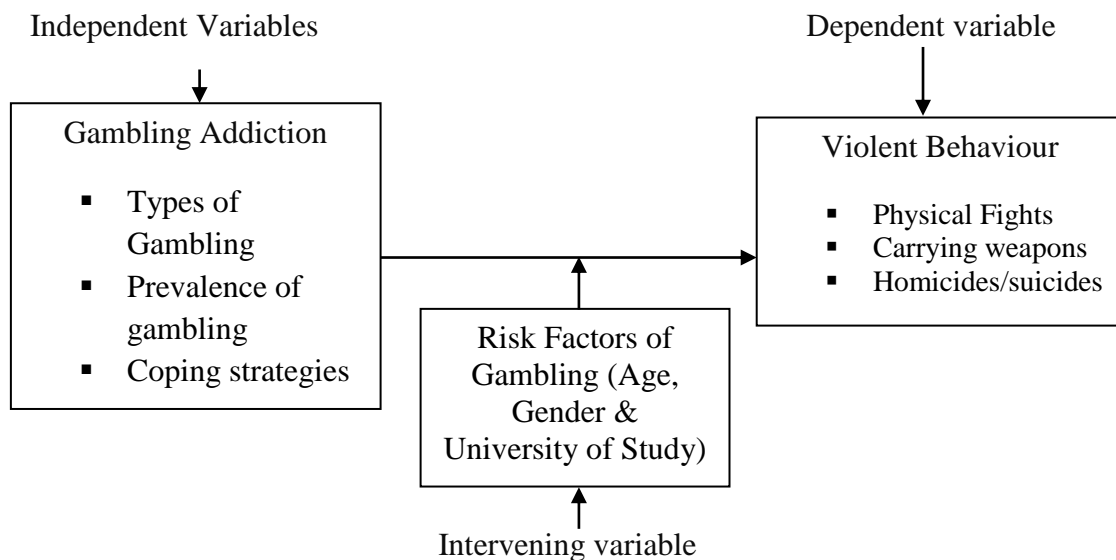 Independent Variables
Dependent variable
Gambling Addiction
▪ Types of
Gambling
▪ Prevalence of
gambling
▪ Coping strategies
Violent Behaviour
▪ Physical Fights
▪ Carrying weapons
▪ Homicides/suicides
Risk Factors of
Gambling (Age,
Gender &
University of Study)
Intervening variable